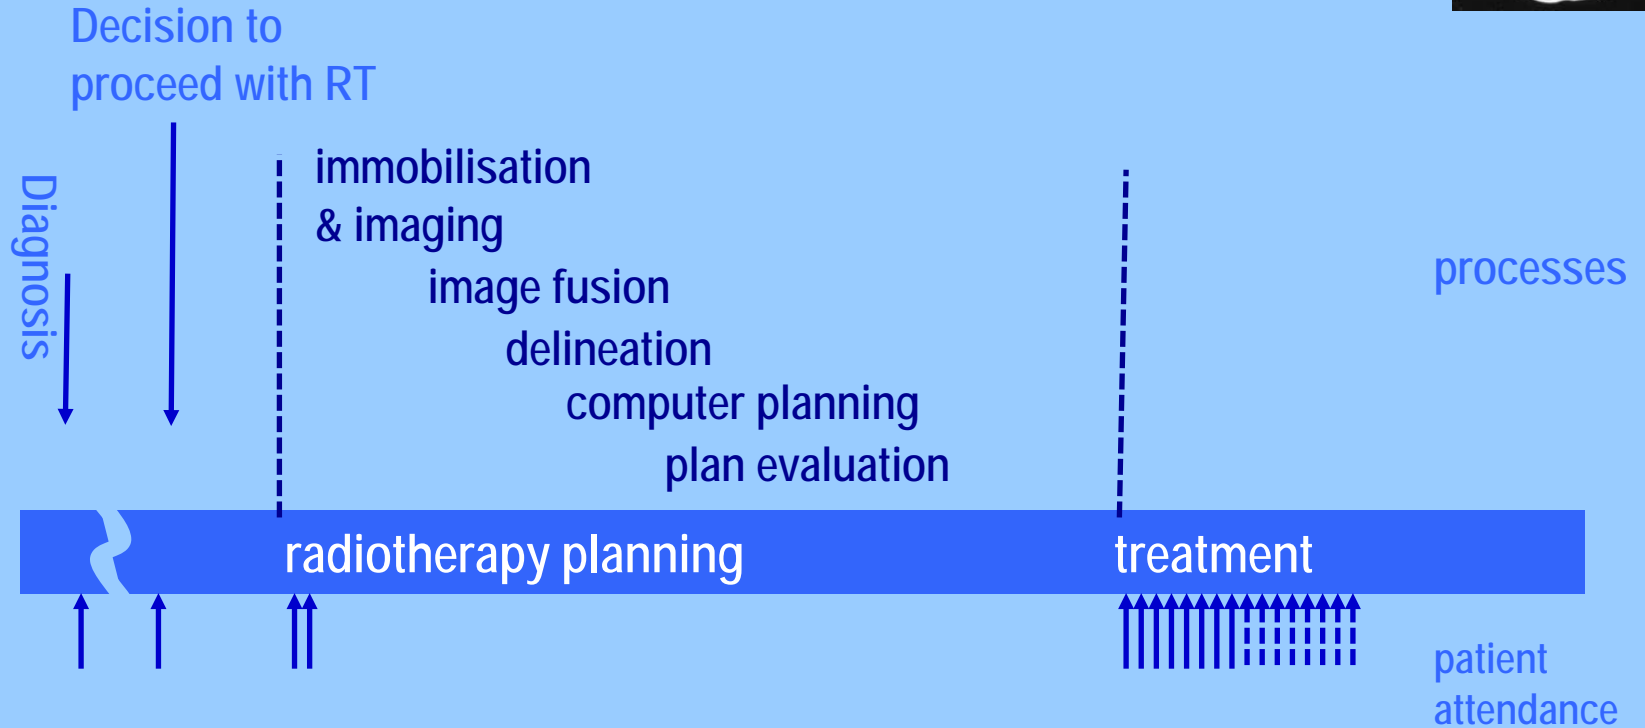 Decision to
proceed with RT
Diagnosis
immobilisation
& imaging
image fusion
delineation
computer planning
plan evaluation
processes
radiotherapy planning
treatment
patient
attendance